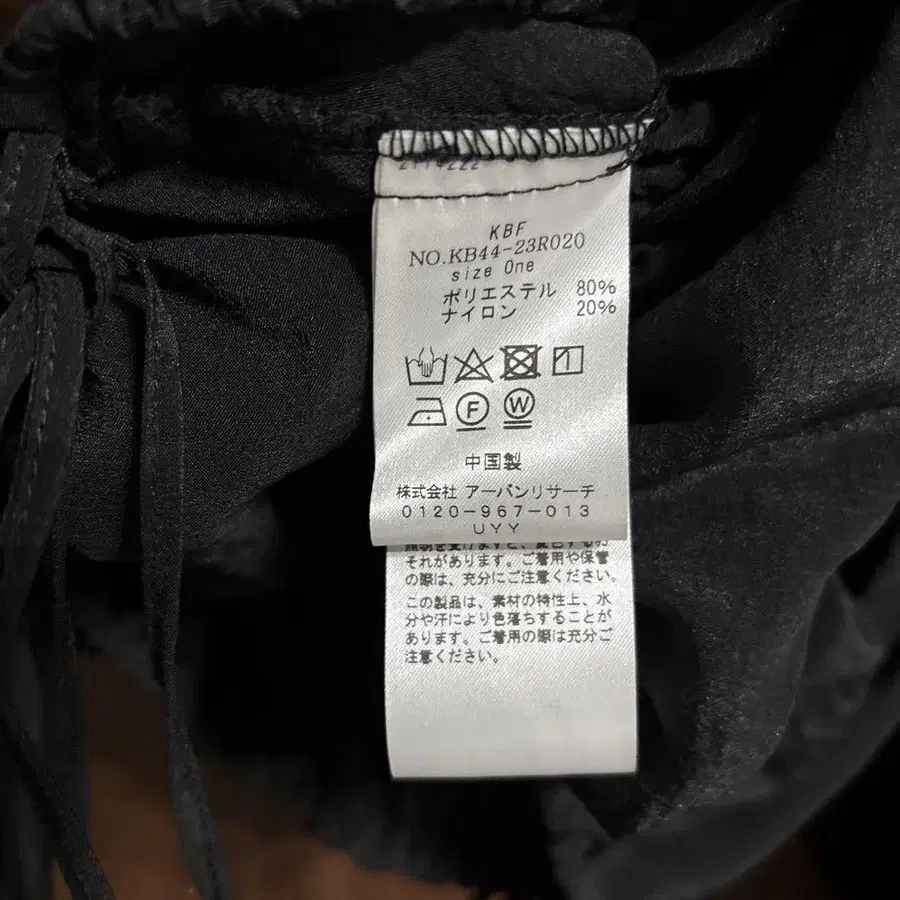 KBF
NO.KB44-23R020
size One
ポリエステル 80%
ナイロン 20%
F W
中国製
株式会社 アーバンリサーチ
0120-967-013
UYY
それがあります。ご着用や保管
の際は、充分にご注意ください。
この製品は、素材の特性上、水
分や汗により色落ちすることが
あります。ご着用の際は充分ご
注意ください。